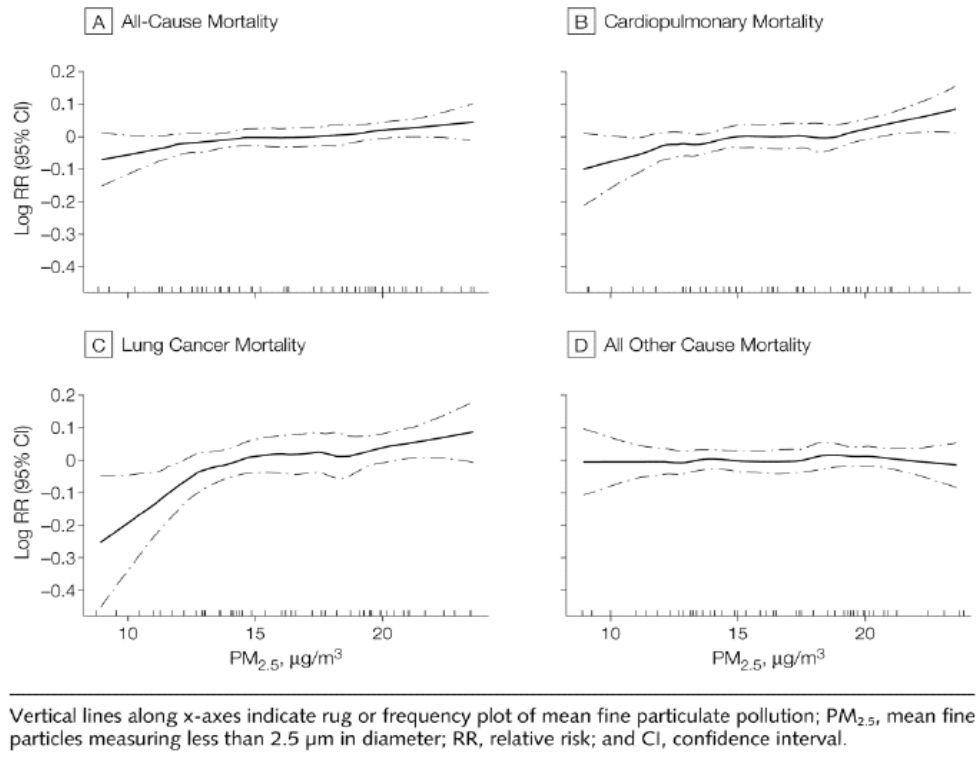 A All-Cause Mortality
B Cardiopulmonary Mortality
Log RR (95% CI)
0.2
0.1
0
−0.1
−0.2
−0.3
−0.4
C Lung Cancer Mortality
D All Other Cause Mortality
Log RR (95% CI)
0.2
0.1
0
−0.1
−0.2
−0.3
−0.4
10 15 20
10 15 20
PM2.5, μg/m3
PM2.5, μg/m3
Vertical lines along x-axes indicate rug or frequency plot of mean fine particulate pollution; PM2.5, mean fine
particles measuring less than 2.5 μm in diameter; RR, relative risk; and CI, confidence interval.